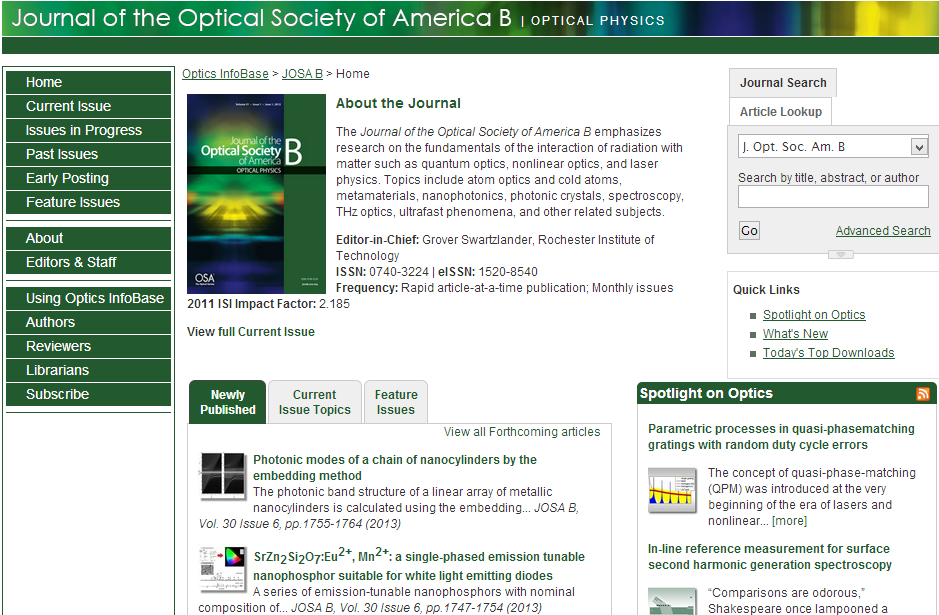 Journal of the Optical Society of America B | OPTICAL PHYSICS
Home
Current Issue
Issues in Progress
Past Issues
Early Posting
Feature Issues
About
Editors & Staff
Using Optics InfoBase
Authors
Reviewers
Librarians
Subscribe
Optics InfoBase > JOSA B > Home
Journal of the
Optical Society
of America
B
OPTICAL PHYSICS
OSA
About the Journal
The Journal of the Optical Society of America B emphasizes
research on the fundamentals of the interaction of radiation with
matter such as quantum optics, nonlinear optics, and laser
physics. Topics include atom optics and cold atoms,
metamaterials, nanophotonics, photonic crystals, spectroscopy,
THz optics, ultrafast phenomena, and other related subjects.
Editor-in-Chief: Grover Swartzlander, Rochester Institute of
Technology
ISSN: 0740-3224 | eISSN: 1520-8540
Frequency: Rapid article-at-a-time publication; Monthly issues
2011 ISI Impact Factor: 2.185
View full Current Issue
Journal Search
Article Lookup
J. Opt. Soc. Am. B
Search by title, abstract, or author
Go
Advanced Search
Quick Links
Spotlight on Optics
What's New
Today's Top Downloads
Newly
Published
Current
Issue Topics
Feature
Issues
View all Forthcoming articles
Photonic modes of a chain of nanocylinders by the
embedding method
The photonic band structure of a linear array of metallic
nanocylinders is calculated using the embedding... JOSA B,
Vol. 30 Issue 6, pp.1755-1764 (2013)
SrZn2Si2O7:Eu2+, Mn2+: a single-phased emission tunable
nanophosphor suitable for white light emitting diodes
A series of emission-tunable nanophosphors with nominal
composition of... JOSA B, Vol. 30 Issue 6, pp.1747-1754 (2013)
Spotlight on Optics
Parametric processes in quasi-phasematching
gratings with random duty cycle errors
The concept of quasi-phase-matching
(QPM) was introduced at the very
beginning of the era of lasers and
nonlinear... [more]
In-line reference measurement for surface
second harmonic generation spectroscopy
“Comparisons are odorous,”
Shakespeare once lampooned a